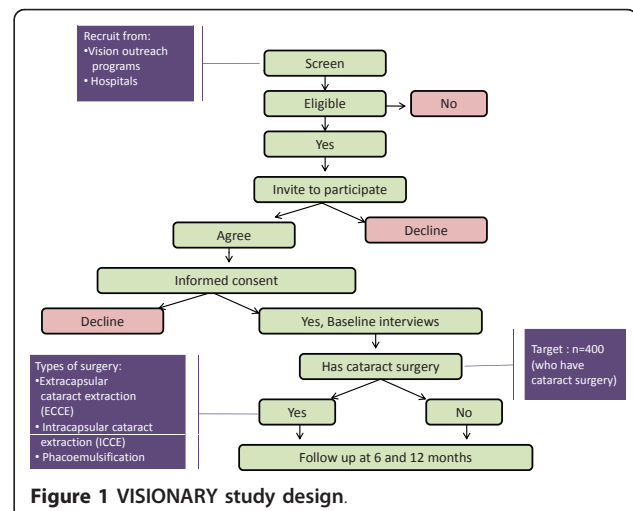 Recruit from:
•Vision outreach
programs
• Hospitals
Screen
Eligible
No
Yes
Invite to participate
Agree
Decline
Informed consent
Decline
Yes, Baseline interviews
Has cataract surgery
Target : n=400
(who have
cataract surgery)
Types of surgery:
•Extracapsular
cataract extraction
(ECCE)
• Intracapsular cataract
extraction (ICCE)
• Phacoemulsification
Yes
No
Follow up at 6 and 12 months
Figure 1 VISIONARY study design.